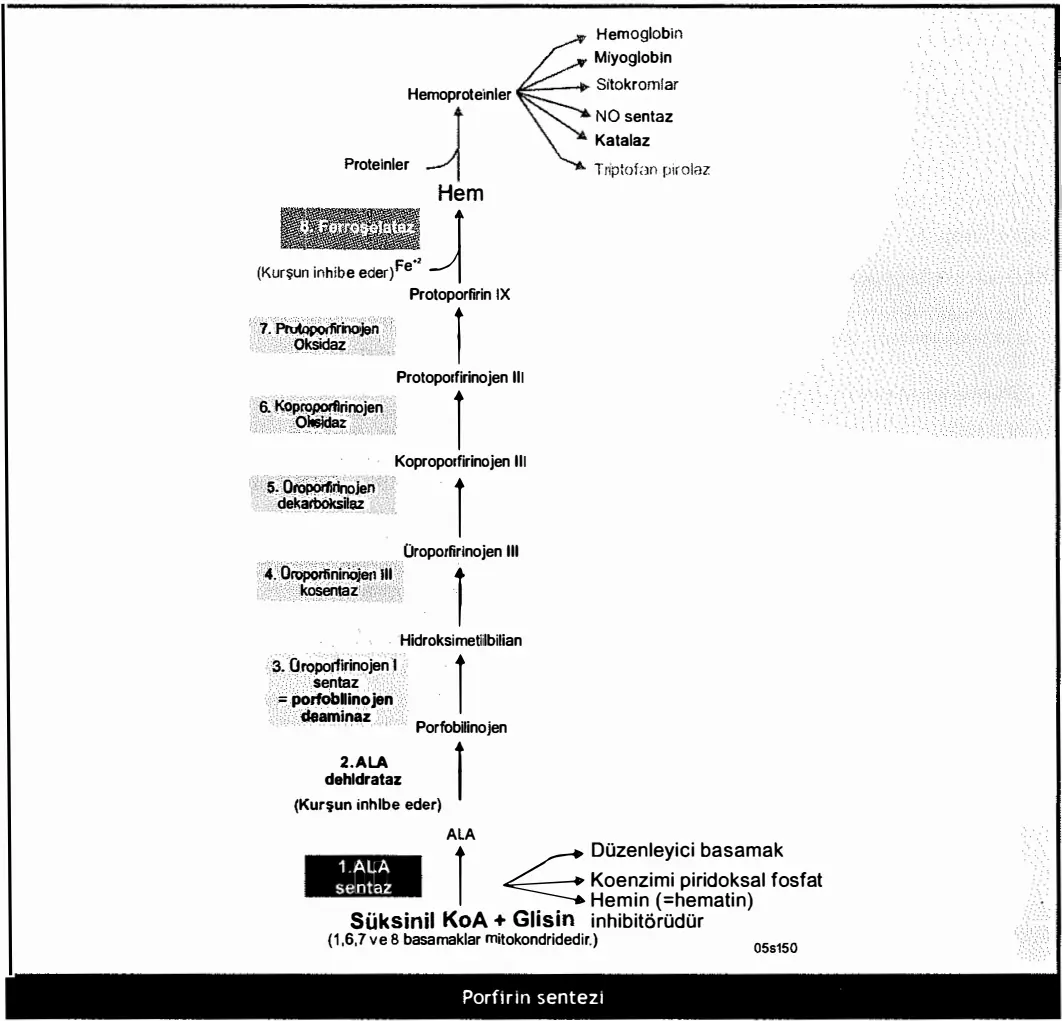 Hemoglobin
Miyoglobin
Sitokromlar
Hemoproteinler
NO sentaz
Katalaz
Triptofan pirolaz
Proteinler
Hem
8. Ferroşelataz
(Kurşun inhibe eder) Fe+2
Protoporfirin IX
7. Protoporfirinojen
Oksidaz
Protoporfirinojen III
6. Koproporfirinojen
Oksidaz
Koproporfirinojen III
5. Üroporfirinojen
dekarboksilaz
Üroporfirinojen III
4. Üroporfirinojen III
kosentaz
Hidroksimetilbilian
3. Üroporfirinojen I
sentaz
= porfobilinojen
deaminaz
Porfobilinojen
2.ALA
dehidrataz
(Kurşun inhibe eder)
ALA
1.ALA
sentaz
Düzenleyici basamak
Koenzimi piridoksal fosfat
Hemin (=hematin)
inhibitörüdür
Süksinil KoA + Glisin
(1,6,7 ve 8 basamaklar mitokondridedir.)
05s150
Porfirin sentezi